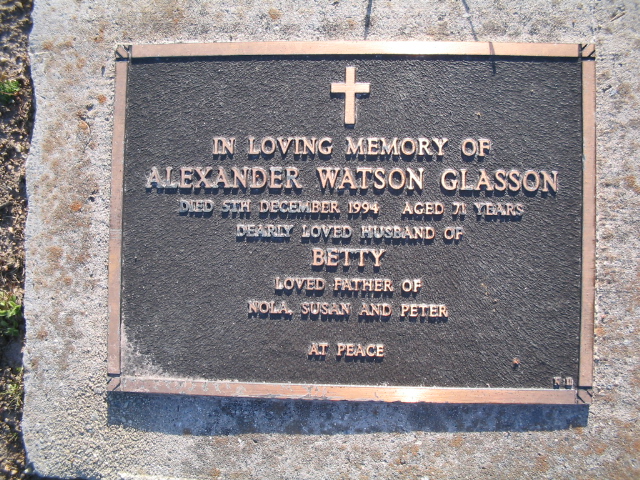 IN LOVING MEMORY OF
ALEXANDER WATSON GLASSON
DIED 5TH DECEMBER 1994 AGED 71 YEARS
DEARLY LOVED HUSBAND OF
BETTY
LOVED FATHER OF
NOLA, SUSAN AND PETER
AT PEACE